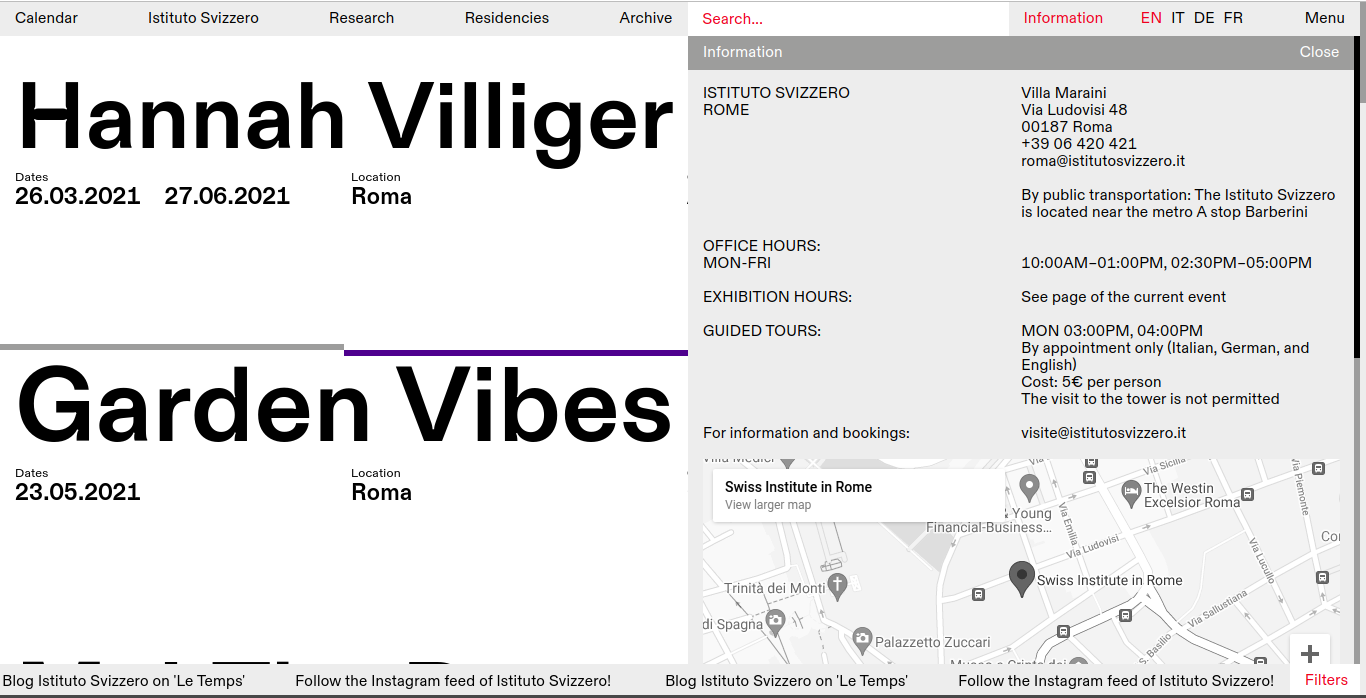 Calendar Istituto Svizzero Research Residencies Archive
Search... Information EN IT DE FR Menu
Hannah Villiger
Dates
26.03.2021 27.06.2021
Location
Roma
Garden Vibes
Dates
23.05.2021
Location
Roma
Information Close
ISTITUTO SVIZZERO
ROME
Villa Maraini
Via Ludovisi 48
00187 Roma
+39 06 420 421
roma@istitutosvizzero.it
By public transportation: The Istituto Svizzero
is located near the metro A stop Barberini
OFFICE HOURS:
MON-FRI 10:00AM–01:00PM, 02:30PM–05:00PM
EXHIBITION HOURS: See page of the current event
GUIDED TOURS: MON 03:00PM, 04:00PM
By appointment only (Italian, German, and
English)
Cost: 5€ per person
The visit to the tower is not permitted
For information and bookings: visite@istitutosvizzero.it
Swiss Institute in Rome
View larger map
& Young
Financial-Business...
The Westin
Excelsior Roma
Via Sicilia
Via Piemonte
Via Emilia
Via Ludovisi
Via Lucullo
Via Sallustiana
S. Basilio
Trinità dei Monti
Swiss Institute in Rome
di Spagna
Palazzetto Zuccari
Blog Istituto Svizzero on 'Le Temps' Follow the Instagram feed of Istituto Svizzero! Blog Istituto Svizzero on 'Le Temps' Follow the Instagram feed of Istituto Svizzero!
Filters